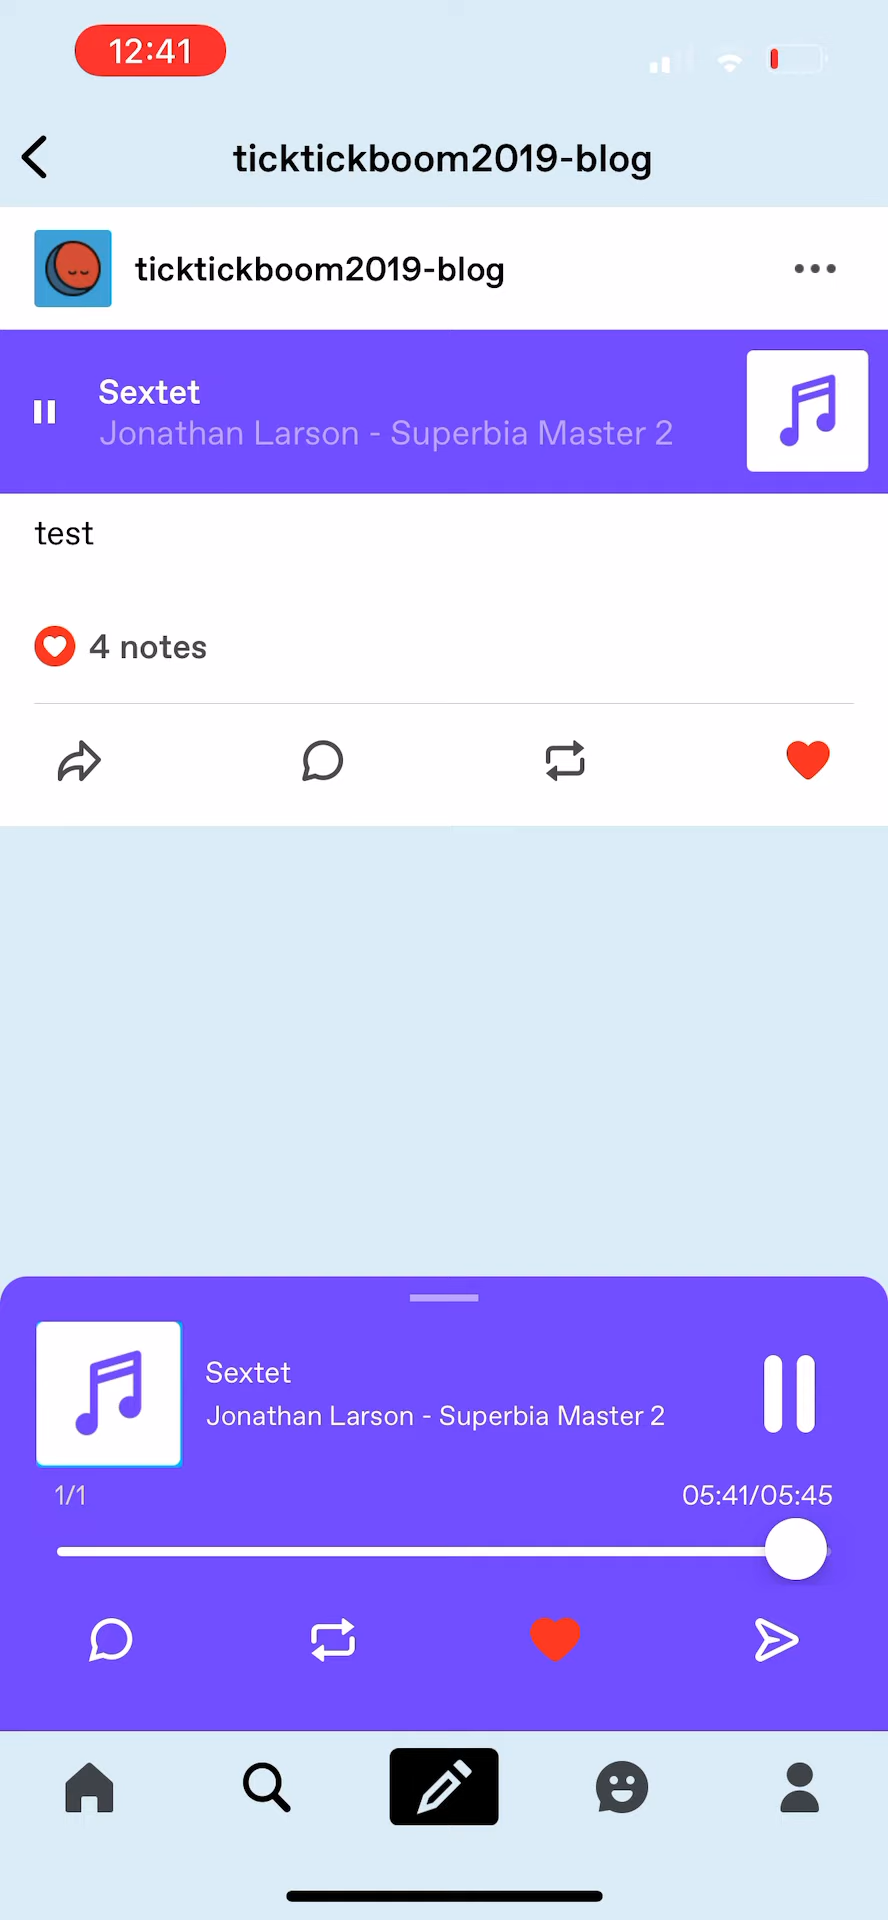 12:41
ticktickboom2019-blog
ticktickboom2019-blog
Sextet
Jonathan Larson - Superbia Master 2
test
4 notes
Sextet
Jonathan Larson - Superbia Master 2
1/1
05:41/05:45